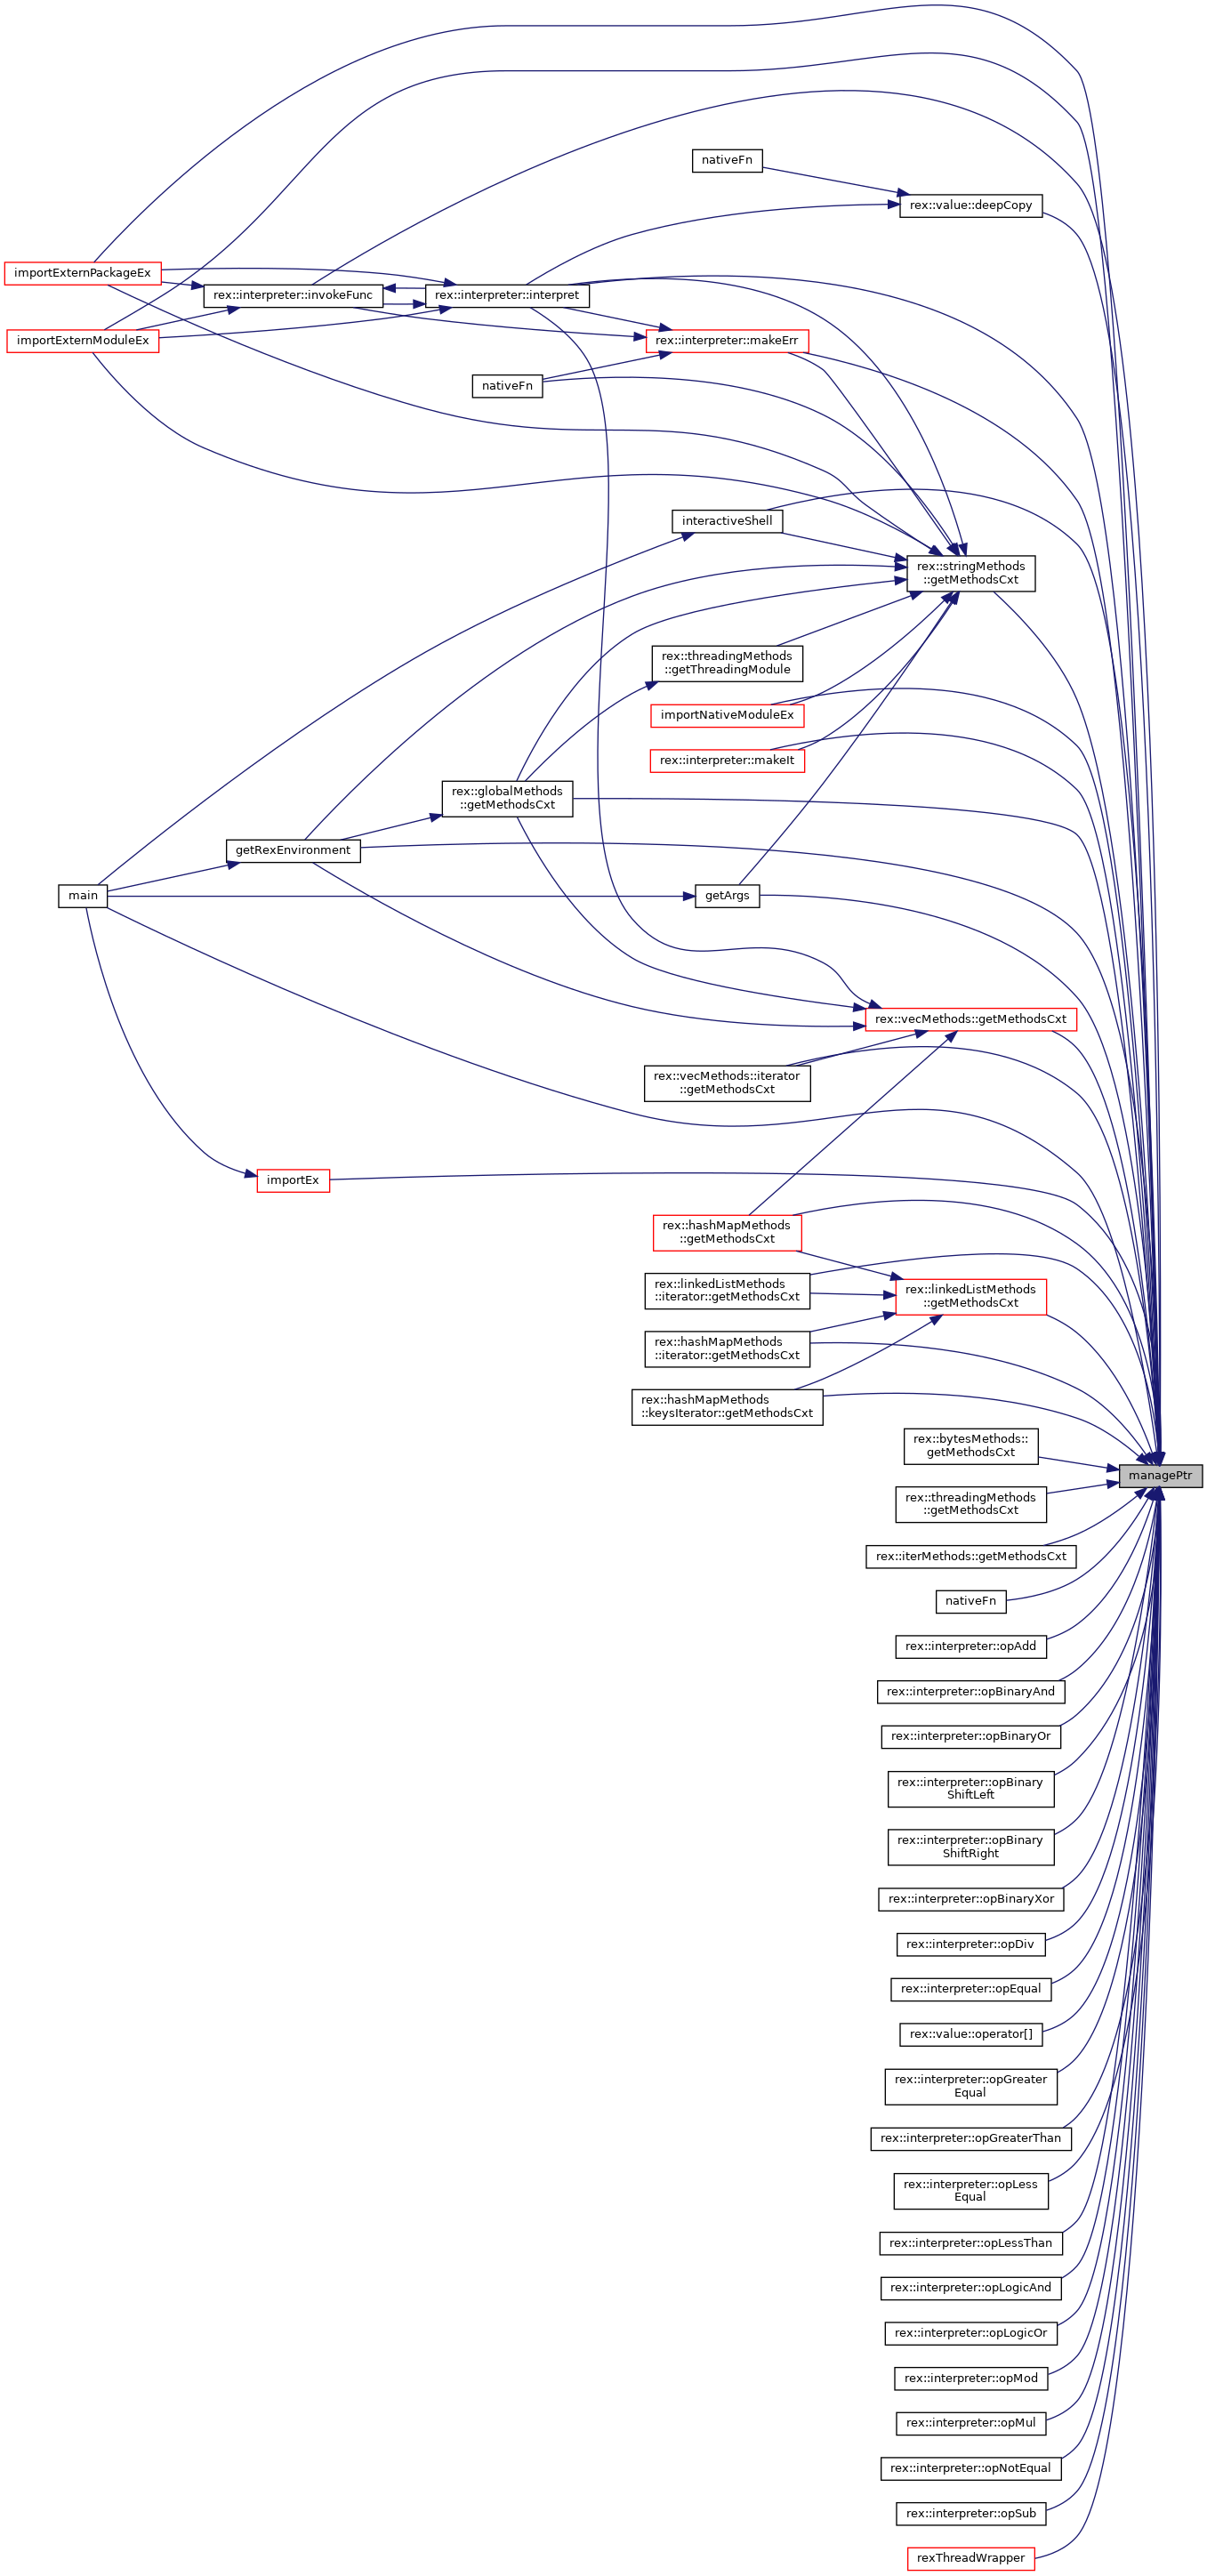 nativeFn
rex::value::deepCopy
importExternPackageEx
rex::interpreter::invokeFunc
rex::interpreter::interpret
importExternModuleEx
rex::interpreter::makeErr
nativeFn
interactiveShell
rex::stringMethods
::getMethodsCxt
rex::threadingMethods
::getThreadingModule
importNativeModuleEx
rex::interpreter::makeIt
rex::globalMethods
::getMethodsCxt
getRexEnvironment
main
getArgs
rex::vecMethods::getMethodsCxt
rex::vecMethods::iterator
::getMethodsCxt
importEx
rex::hashMapMethods
::getMethodsCxt
rex::linkedListMethods
::iterator::getMethodsCxt
rex::linkedListMethods
::getMethodsCxt
rex::hashMapMethods
::iterator::getMethodsCxt
rex::hashMapMethods
::keysIterator::getMethodsCxt
rex::bytesMethods::
getMethodsCxt
managePtr
rex::threadingMethods
::getMethodsCxt
rex::iterMethods::getMethodsCxt
nativeFn
rex::interpreter::opAdd
rex::interpreter::opBinaryAnd
rex::interpreter::opBinaryOr
rex::interpreter::opBinary
ShiftLeft
rex::interpreter::opBinary
ShiftRight
rex::interpreter::opBinaryXor
rex::interpreter::opDiv
rex::interpreter::opEqual
rex::value::operator[]
rex::interpreter::opGreater
Equal
rex::interpreter::opGreaterThan
rex::interpreter::opLess
Equal
rex::interpreter::opLessThan
rex::interpreter::opLogicAnd
rex::interpreter::opLogicOr
rex::interpreter::opMod
rex::interpreter::opMul
rex::interpreter::opNotEqual
rex::interpreter::opSub
rexThreadWrapper